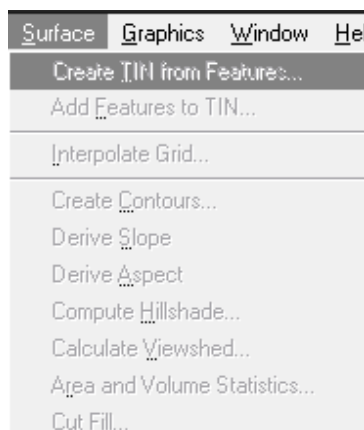 Surface Graphics Window Hel
Create TIN from Features...
Add Features to TIN...
Interpolate Grid...
Create Contours...
Derive Slope
Derive Aspect
Compute Hillshade...
Calculate Viewshed...
Area and Volume Statistics...
Cut Fill...